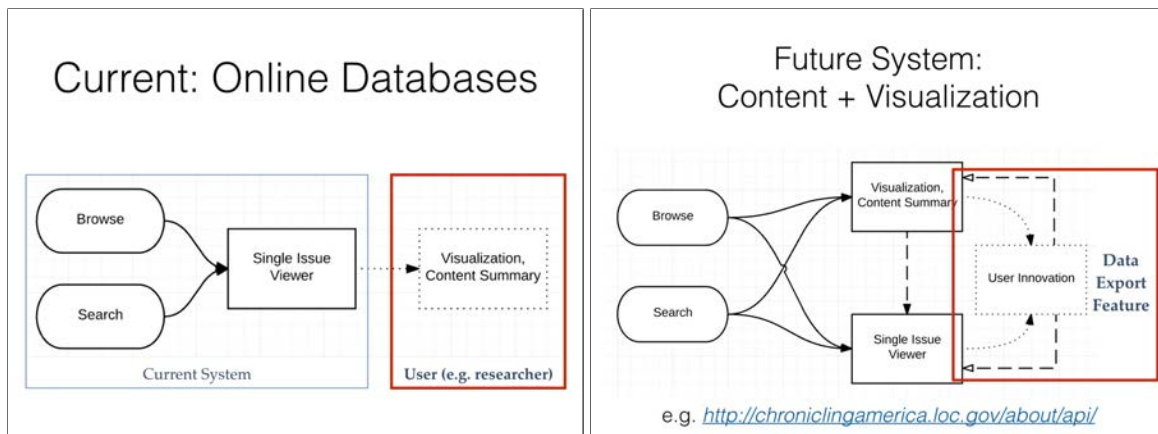 Current: Online Databases
Browse
Single Issue
Viewer
Visualization,
Content Summary
Search
Current System
User (e.g. researcher)
Future System:
Content + Visualization
Visualization,
Content Summary
Browse
User Innovation
Data
Export
Feature
Search
Single Issue
Viewer
e.g. http://chroniclingamerica.loc.gov/about/api/